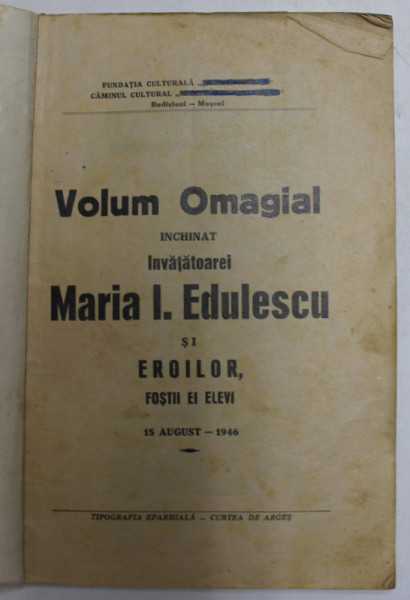 FUNDAȚIA CULTURALĂ „
CĂMINUL CULTURAL „
Budișteni — Mușcel
Volum Omagial
INCHINAT
Invățătoarei
Maria I. Edulescu
ȘI
EROILOR,
FOȘTII EI ELEVI
15 AUGUST — 1946
TIPOGRAFIA EPARHIALĂ — CURTEA DE ARGEȘ